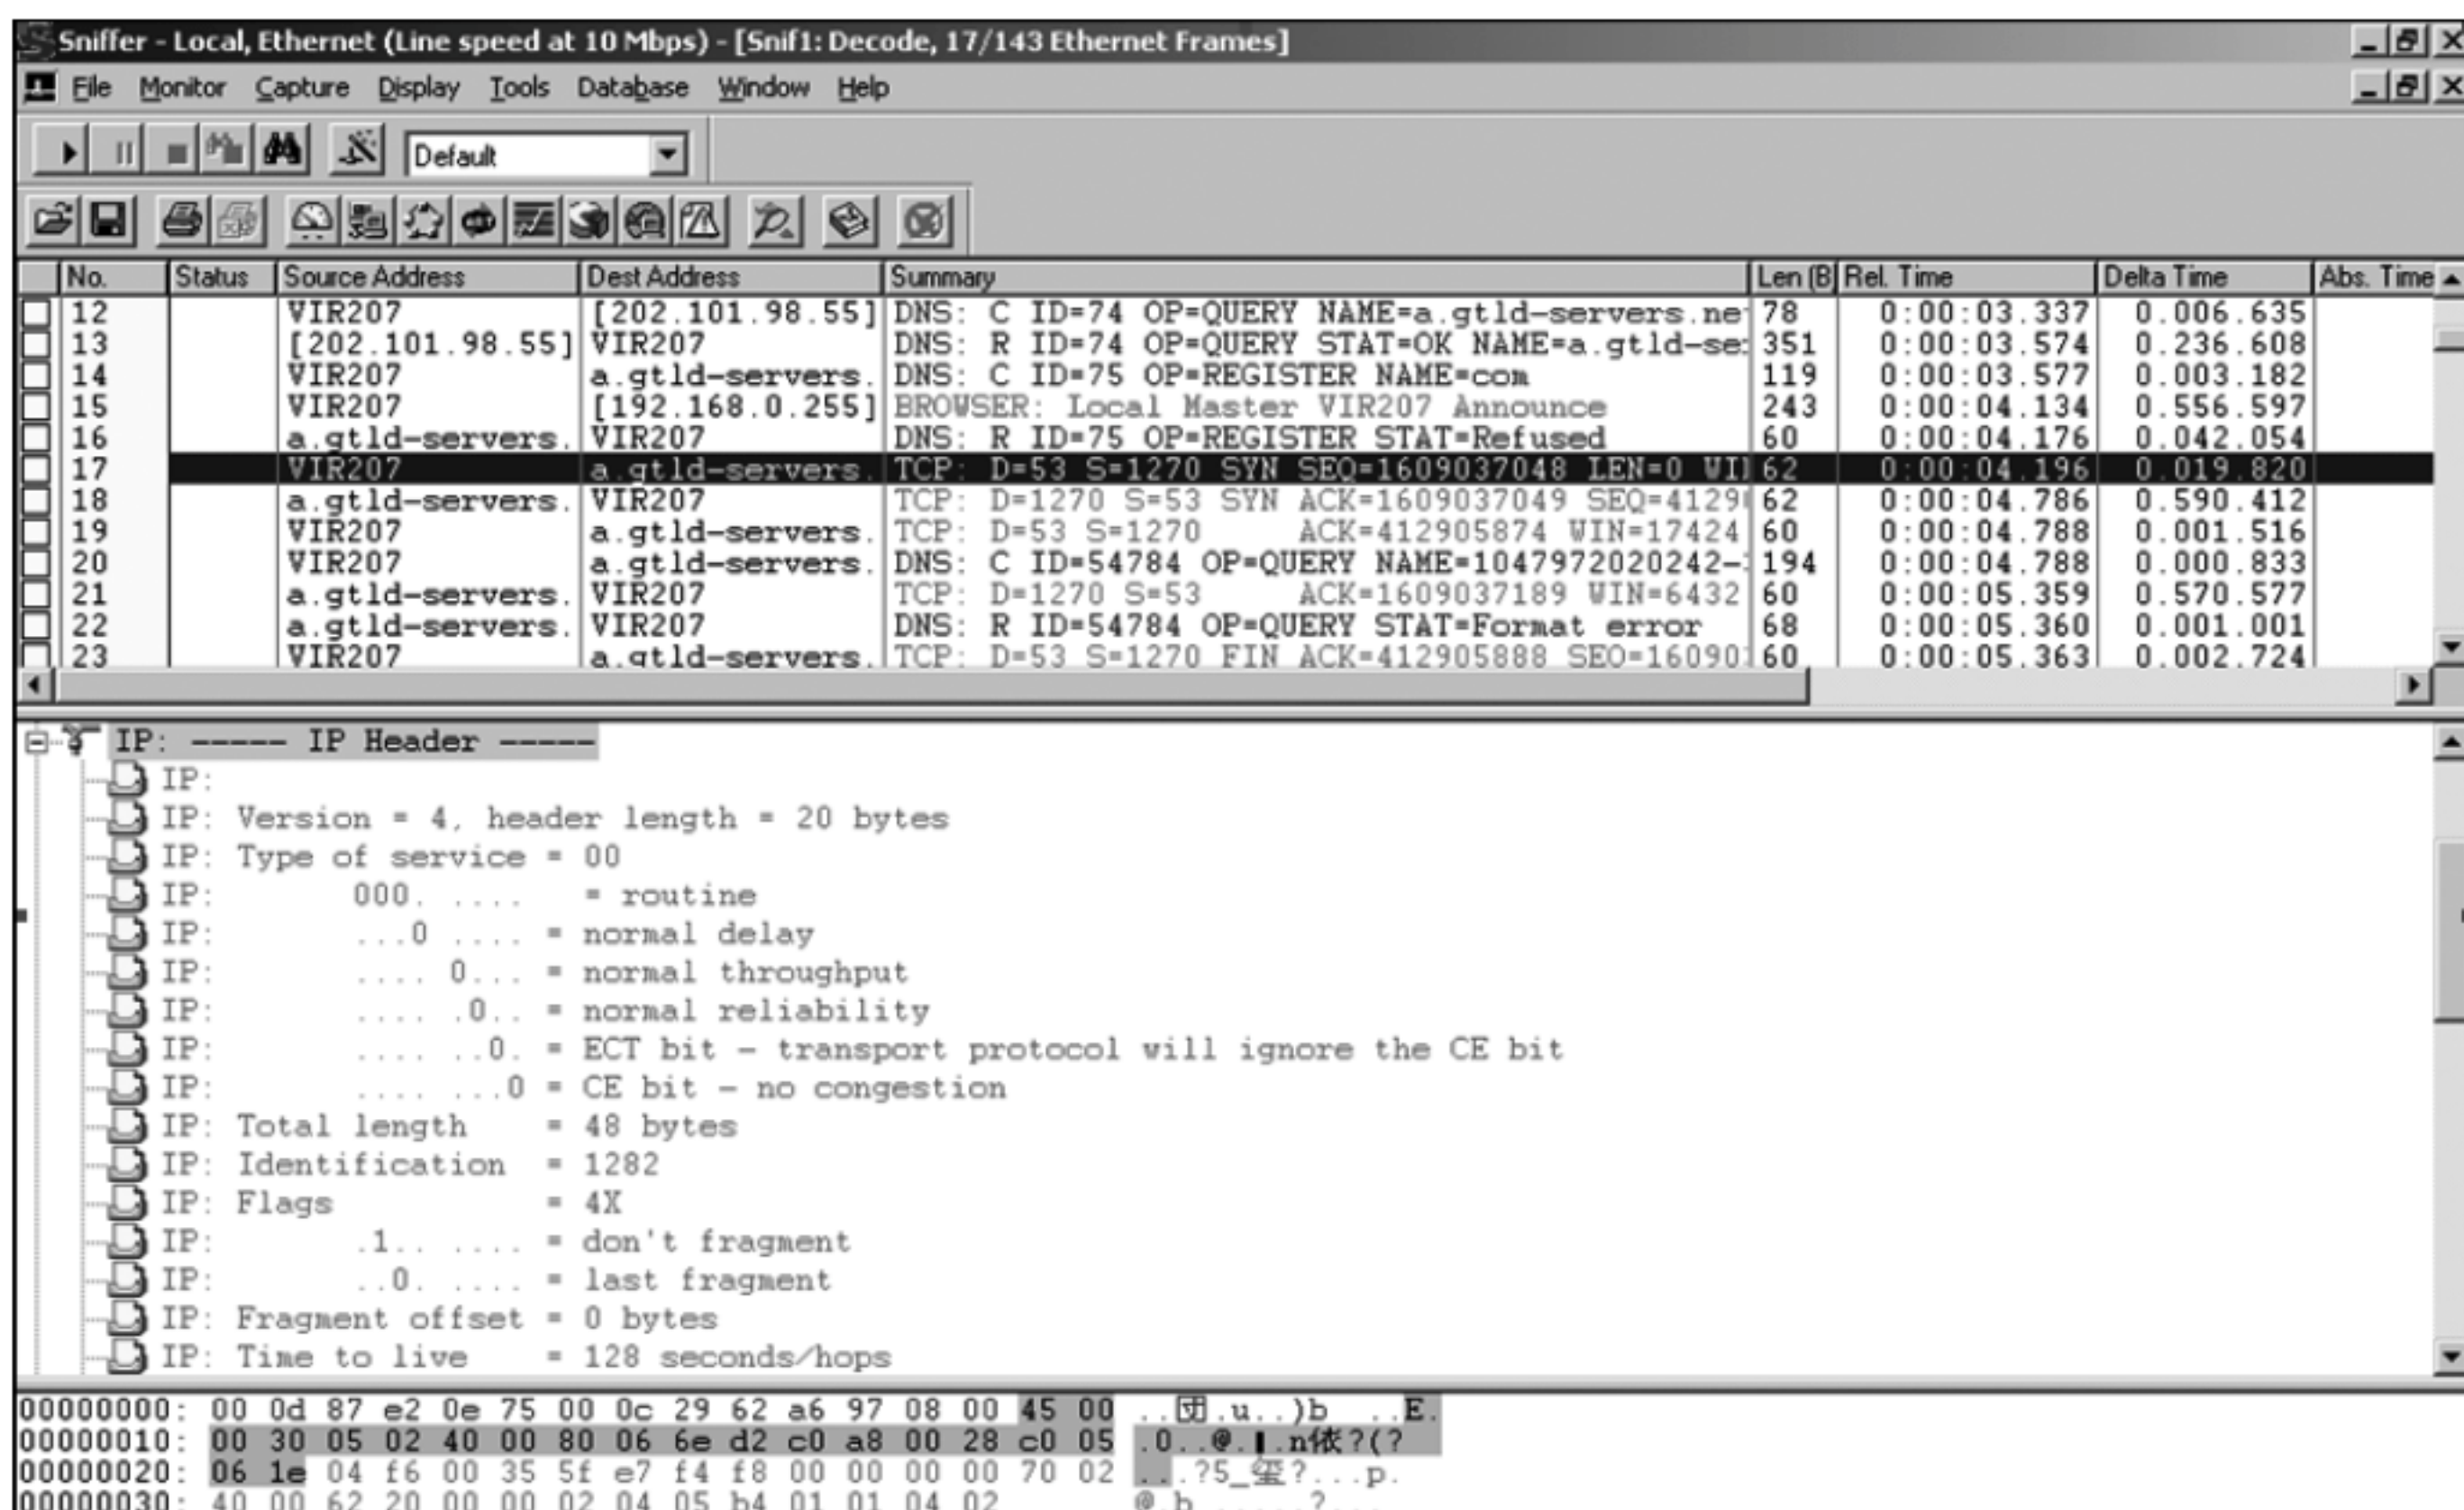 Sniffer - Local, Ethernet (Line speed at 10 Mbps) - [Snif1: Decode, 17/143 Ethernet Frames]
File Monitor Capture Display Tools Database Window Help
Default
No. Status Source Address Dest Address Summary Len (B Rel. Time Delta Time Abs. Time
12 VIR207 [202.101.98.55] DNS: C ID=74 OP=QUERY NAME=a.gtld-servers.ne 78 0:00:03.337 0.006.635
13 [202.101.98.55] VIR207 DNS: R ID=74 OP=QUERY STAT=OK NAME=a.gtld-se 351 0:00:03.574 0.236.608
14 VIR207 a.gtld-servers. DNS: C ID=75 OP=REGISTER NAME=com 119 0:00:03.577 0.003.182
15 VIR207 [192.168.0.255] BROWSER: Local Master VIR207 Announce 243 0:00:04.134 0.556.597
16 a.gtld-servers. VIR207 DNS: R ID=75 OP=REGISTER STAT=Refused 60 0:00:04.176 0.042.054
17 VIR207 a.gtld-servers. TCP: D=53 S=1270 SYN SEQ=1609037048 LEN=0 WI 62 0:00:04.196 0.019.820
18 a.gtld-servers. VIR207 TCP: D=1270 S=53 SYN ACK=1609037049 SEQ=4129 62 0:00:04.786 0.590.412
19 VIR207 a.gtld-servers. TCP: D=53 S=1270 ACK=412905874 WIN=17424 60 0:00:04.788 0.001.516
20 VIR207 a.gtld-servers. DNS: C ID=54784 OP=QUERY NAME=1047972020242- 194 0:00:04.788 0.000.833
21 a.gtld-servers. VIR207 TCP: D=1270 S=53 ACK=1609037189 WIN=6432 60 0:00:05.359 0.570.577
22 a.gtld-servers. VIR207 DNS: R ID=54784 OP=QUERY STAT=Format error 68 0:00:05.360 0.001.001
23 VIR207 a.gtld-servers. TCP: D=53 S=1270 FIN ACK=412905888 SEQ=16090 60 0:00:05.363 0.002.724
IP: ----- IP Header -----
IP:
IP: Version = 4, header length = 20 bytes
IP: Type of service = 00
IP: 000. .... = routine
IP: ...0 .... = normal delay
IP: .... 0... = normal throughput
IP: .... .0.. = normal reliability
IP: .... ..0. = ECT bit - transport protocol will ignore the CE bit
IP: .... ...0 = CE bit - no congestion
IP: Total length = 48 bytes
IP: Identification = 1282
IP: Flags = 4X
IP: .1.. .... = don't fragment
IP: ..0. .... = last fragment
IP: Fragment offset = 0 bytes
IP: Time to live = 128 seconds/hops
00000000: 00 0d 87 e2 0e 75 00 0c 29 62 a6 97 08 00 45 00 .u..)b ..E.
00000010: 00 30 05 02 40 00 80 06 6e d2 c0 a8 00 28 c0 05 .0..@. .n侬?(?
00000020: 06 1e 04 f6 00 35 5f e7 f4 f8 00 00 00 00 70 02 ...?5_玺?...p.
00000030: 40 00 62 20 00 00 02 04 05 b4 01 01 04 02 @.b .....?...